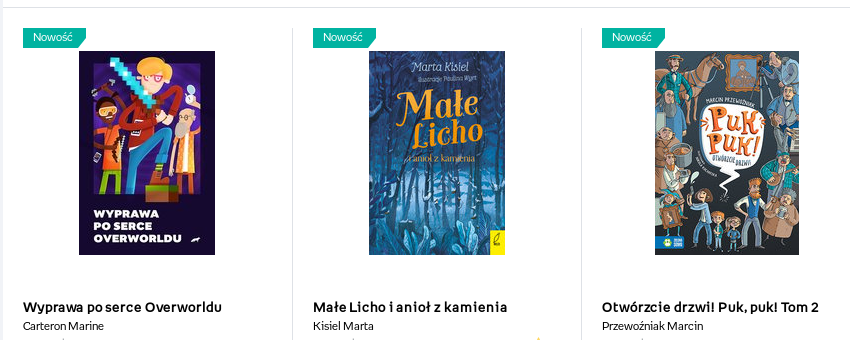 Nowość
WYPRAWA
PO SERCE
OVERWORLDU
Wyprawa po serce Overworldu
Carteron Marine
Nowość
Marta Kisiel
ilustracje Paulina Wyrt
Małe
Licho
i anioł z kamienia
Małe Licho i anioł z kamienia
Kisiel Marta
Nowość
MARCIN PRZEWOŹNIAK
PUK
PUK!
OTWÓRZCIE DRZWI!
Otwórzcie drzwi! Puk, puk! Tom 2
Przewoźniak Marcin